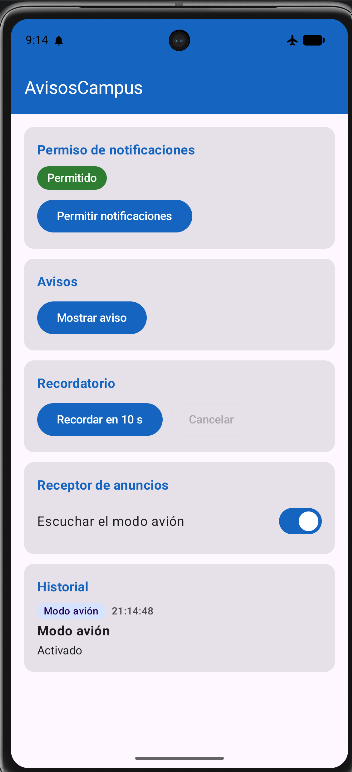 9:14
AvisosCampus
Permiso de notificaciones
Permitido
Permitir notificaciones
Avisos
Mostrar aviso
Recordatorio
Recordar en 10 s Cancelar
Receptor de anuncios
Escuchar el modo avión
Historial
Modo avión 21:14:48
Modo avión
Activado